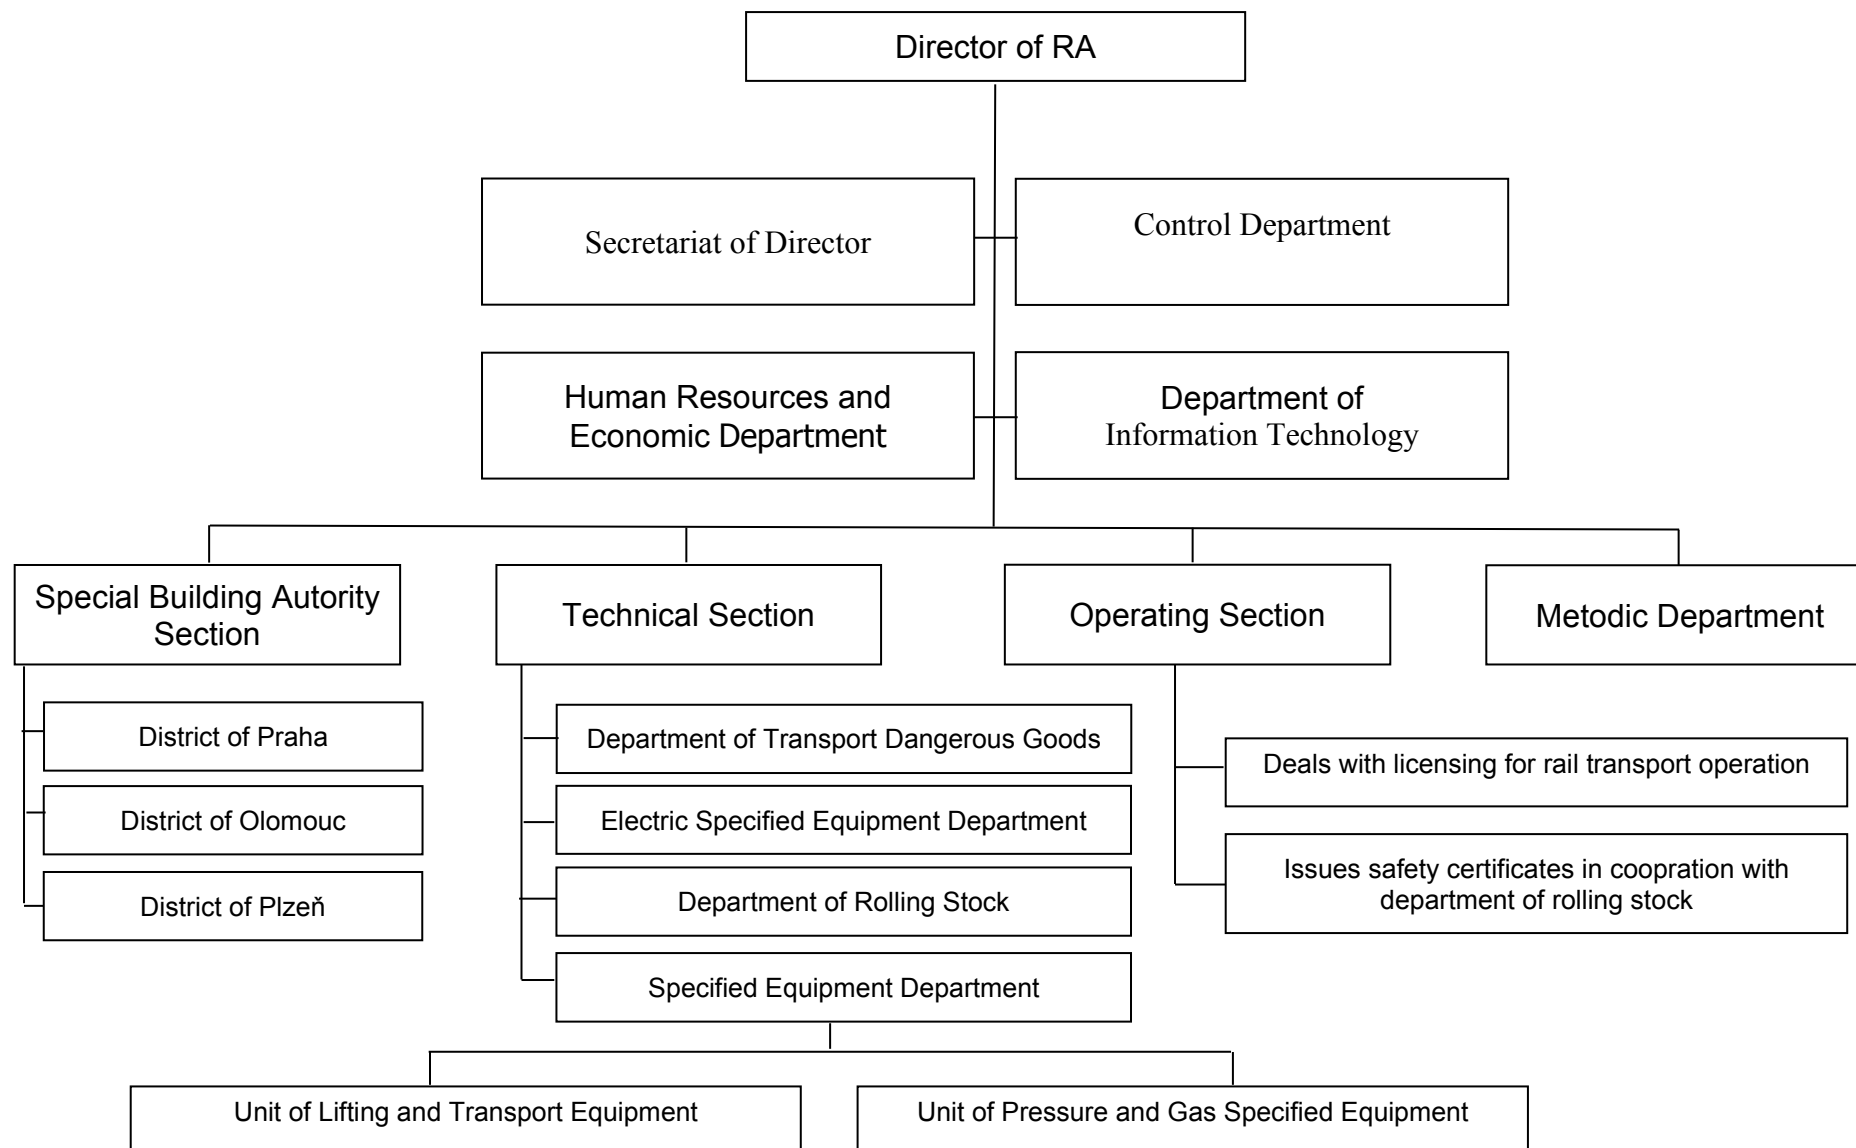 Director of RA
Secretariat of Director
Control Department
Human Resources and
Economic Department
Department of
Information Technology
Special Building Autority
Section
Technical Section
Operating Section
Metodic Department
District of Praha
District of Olomouc
District of Plzeň
Department of Transport Dangerous Goods
Electric Specified Equipment Department
Department of Rolling Stock
Specified Equipment Department
Deals with licensing for rail transport operation
Issues safety certificates in coopration with
department of rolling stock
Unit of Lifting and Transport Equipment
Unit of Pressure and Gas Specified Equipment